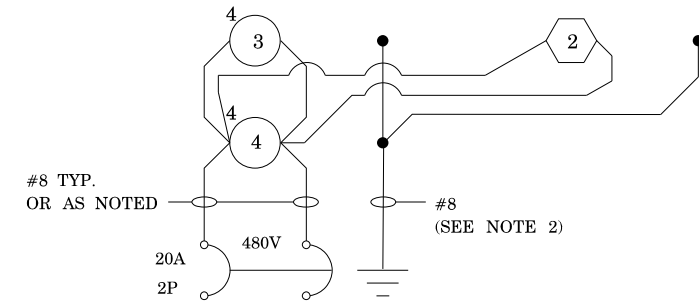 4
3
2
4
4
#8 TYP.
OR AS NOTED
#8
(SEE NOTE 2)
480V
20A
2P